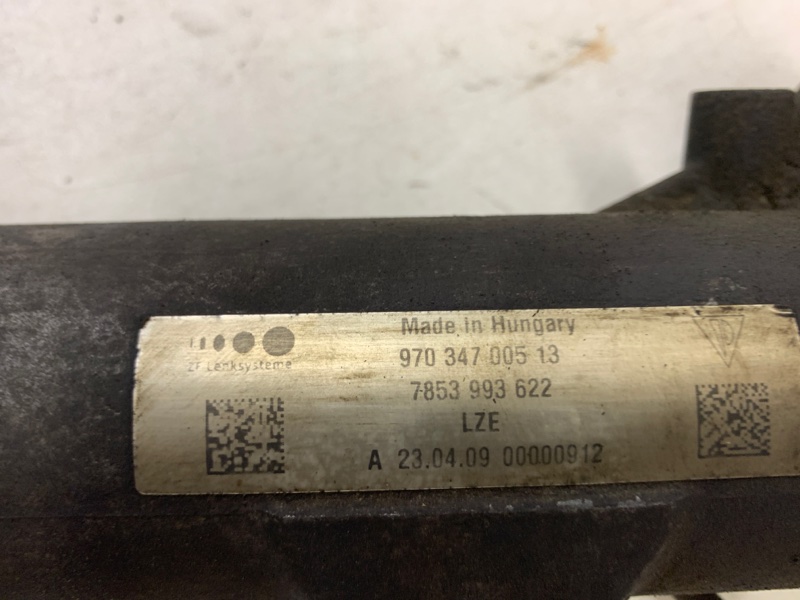 Made in Hungary
ZF Lenksysteme
970 347 005 13
7853 993 622
LZE
A 23.04.09 00000912